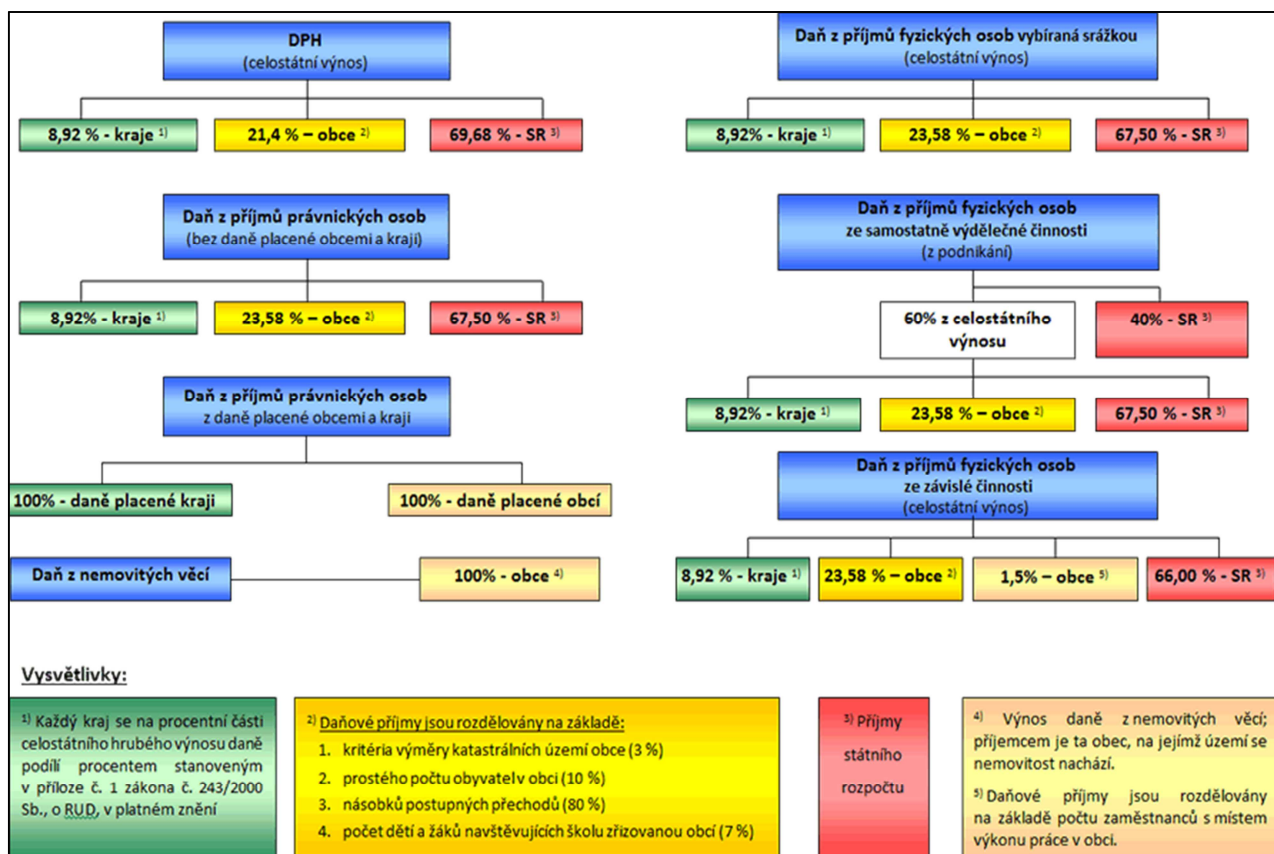 DPH
(celostátní výnos)
8,92 % - kraje ¹⁾
21,4 % – obce ²⁾
69,68 % - SR ³⁾
Daň z příjmů fyzických osob vybíraná srážkou
(celostátní výnos)
8,92% - kraje ¹⁾
23,58 % – obce ²⁾
67,50 % - SR ³⁾
Daň z příjmů právnických osob
(bez daně placené obcemi a kraji)
8,92% - kraje ¹⁾
23,58 % – obce ²⁾
67,50 % - SR ³⁾
Daň z příjmů fyzických osob
ze samostatně výdělečné činnosti
(z podnikání)
60% z celostátního
výnosu
40% - SR ³⁾
8,92% - kraje ¹⁾
23,58 % – obce ²⁾
67,50 % - SR ³⁾
Daň z příjmů právnických osob
z daně placené obcemi a kraji
100% - daně placené kraji
100% - daně placené obcí
Daň z příjmů fyzických osob
ze závislé činnosti
(celostátní výnos)
8,92 % - kraje ¹⁾
23,58 % – obce ²⁾
1,5% – obce ⁵⁾
66,00 % - SR ³⁾
Daň z nemovitých věcí
100% - obce ⁴⁾
Vysvětlivky:
¹⁾ Každý kraj se na procentní části
celostátního hrubého výnosu daně
podílí procentem stanoveným
v příloze č. 1 zákona č. 243/2000
Sb., o RUD, v platném znění
²⁾ Daňové příjmy jsou rozdělovány na základě:
1. kritéria výměry katastrálních území obce (3 %)
2. prostého počtu obyvatel v obci (10 %)
3. násobků postupných přechodů (80 %)
4. počet dětí a žáků navštěvujících školu zřizovanou obcí (7 %)
³⁾ Příjmy
státního
rozpočtu
⁴⁾ Výnos daně z nemovitých věcí;
příjemcem je ta obec, na jejímž území se
nemovitost nachází.
⁵⁾ Daňové příjmy jsou rozdělovány
na základě počtu zaměstnanců s místem
výkonu práce v obci.